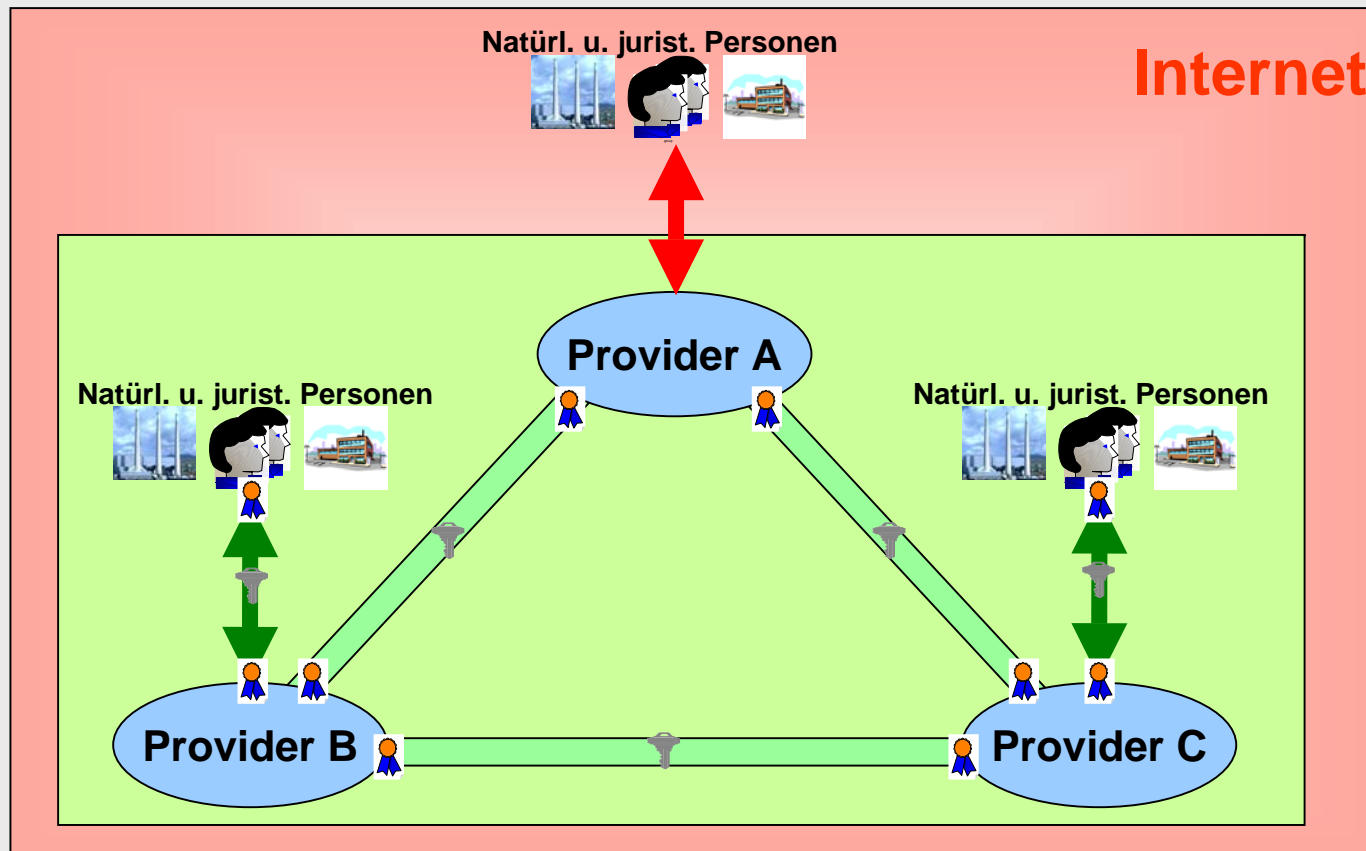 Natürl. u. jurist. Personen
Internet
Provider A
Natürl. u. jurist. Personen
Natürl. u. jurist. Personen
Provider B
Provider C